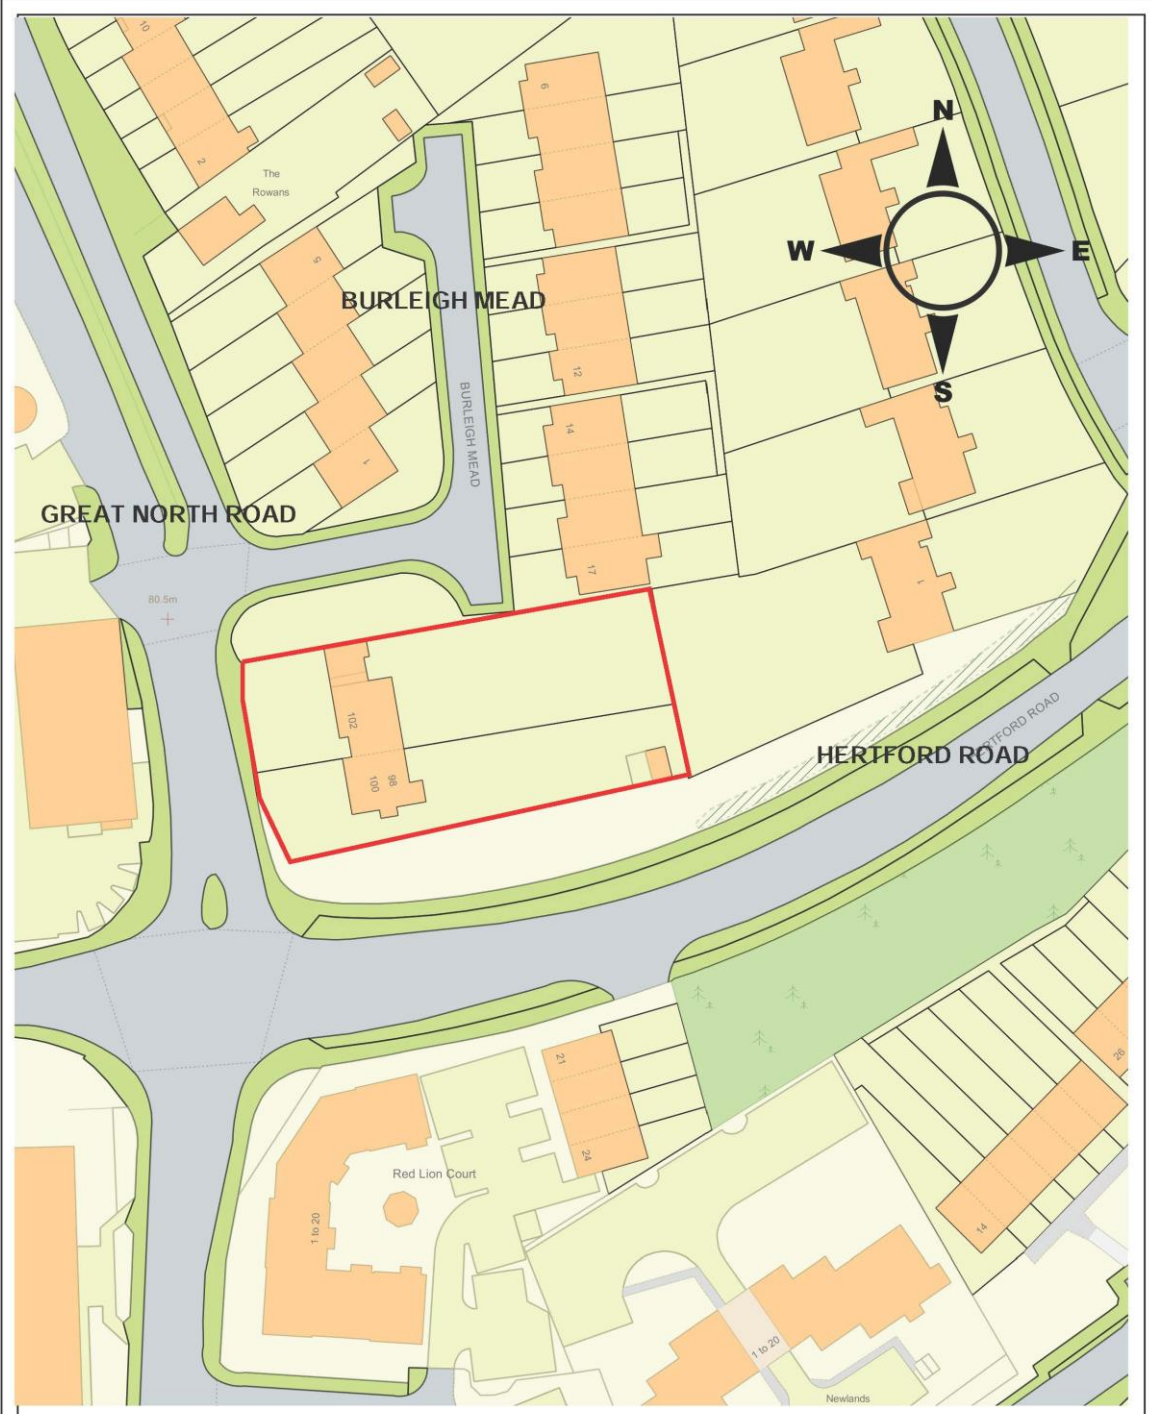 10
6
N
2
The
Rowans
W
E
5
BURLEIGH MEAD
12
S
BURLEIGH MEAD
14
1
GREAT NORTH ROAD
17
1
80.5m
102
HERTFORD ROAD
HERTFORD ROAD
98
100
21
26
24
Red Lion Court
1 to 20
14
1 to 20
Newlands